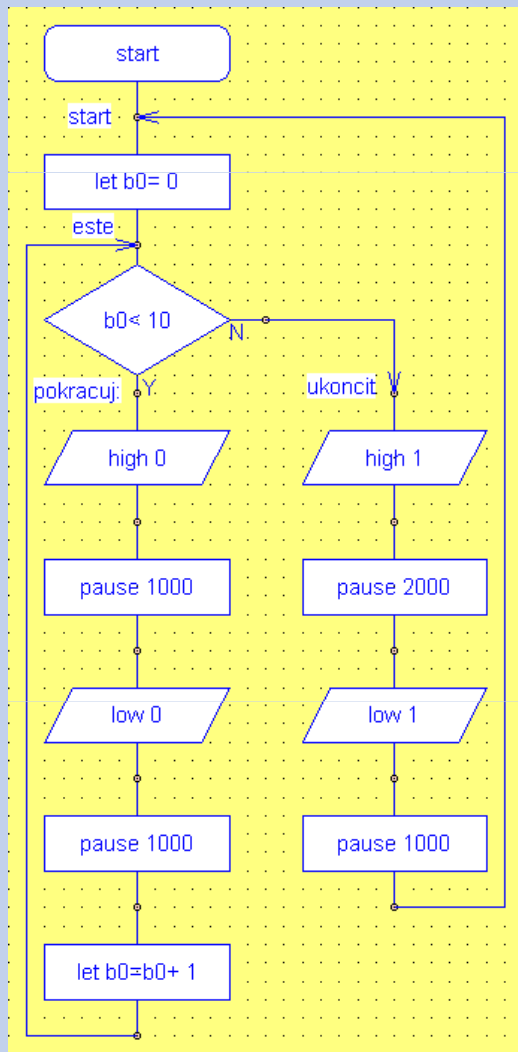 start
start
let b0= 0
este
b0< 10
N
pokracuj:
Y
ukoncit
high 0
high 1
pause 1000
pause 2000
low 0
low 1
pause 1000
pause 1000
let b0=b0+ 1